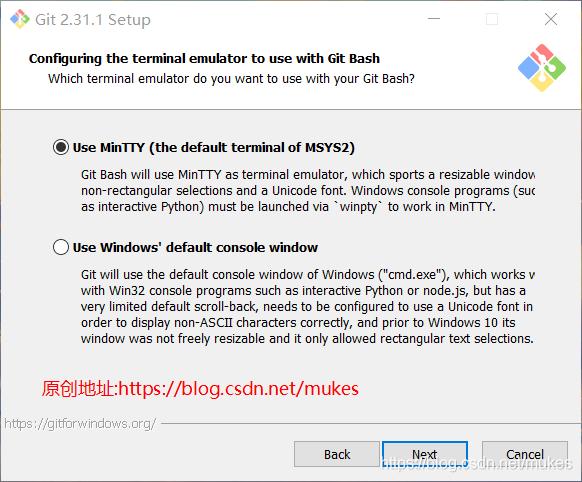 Git 2.31.1 Setup
Configuring the terminal emulator to use with Git Bash
Which terminal emulator do you want to use with your Git Bash?
Use MinTTY (the default terminal of MSYS2)
Git Bash will use MinTTY as terminal emulator, which sports a resizable window
non-rectangular selections and a Unicode font. Windows console programs (suc
as interactive Python) must be launched via `winpty` to work in MinTTY.
Use Windows' default console window
Git will use the default console window of Windows ("cmd.exe"), which works w
with Win32 console programs such as interactive Python or node.js, but has a
very limited default scroll-back, needs to be configured to use a Unicode font in
order to display non-ASCII characters correctly, and prior to Windows 10 its
window was not freely resizable and it only allowed rectangular text selections.
原创地址:https://blog.csdn.net/mukes
https://gitforwindows.org/
Back Next Cancel
https://blog.csdn.net/mukes